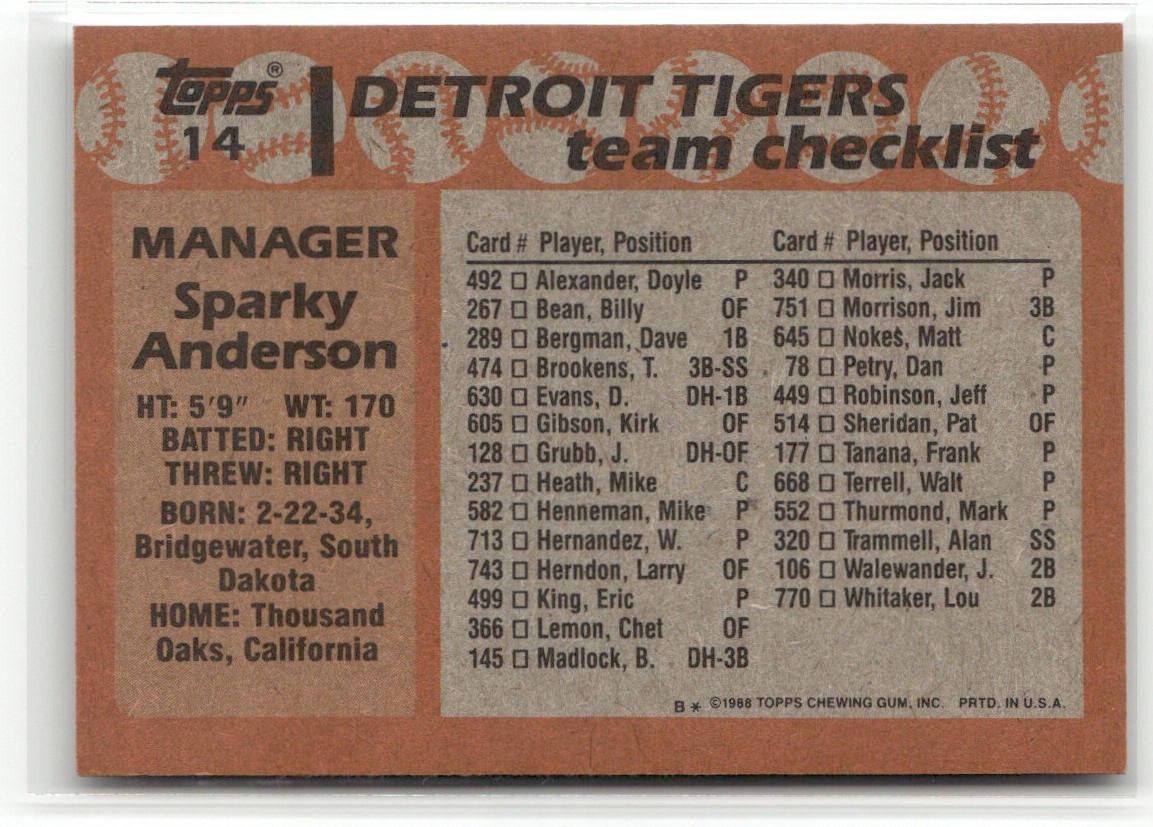 topps®
14
DETROIT TIGERS
team checklist
MANAGER
Sparky
Anderson
HT: 5'9" WT: 170
BATTED: RIGHT
THREW: RIGHT
BORN: 2-22-34,
Bridgewater, South
Dakota
HOME: Thousand
Oaks, California
Card # Player, Position
492 □ Alexander, Doyle P
267 □ Bean, Billy OF
289 □ Bergman, Dave 1B
474 □ Brookens, T. 3B-SS
630 □ Evans, D. DH-1B
605 □ Gibson, Kirk OF
128 □ Grubb, J. DH-OF
237 □ Heath, Mike C
582 □ Henneman, Mike P
713 □ Hernandez, W. P
743 □ Herndon, Larry OF
499 □ King, Eric P
366 □ Lemon, Chet OF
145 □ Madlock, B. DH-3B
Card # Player, Position
340 □ Morris, Jack P
751 □ Morrison, Jim 3B
645 □ Nokes, Matt C
78 □ Petry, Dan P
449 □ Robinson, Jeff P
514 □ Sheridan, Pat OF
177 □ Tanana, Frank P
668 □ Terrell, Walt P
552 □ Thurmond, Mark P
320 □ Trammell, Alan SS
106 □ Walewander, J. 2B
770 □ Whitaker, Lou 2B
B * ©1988 TOPPS CHEWING GUM, INC. PRTD. IN U.S.A.